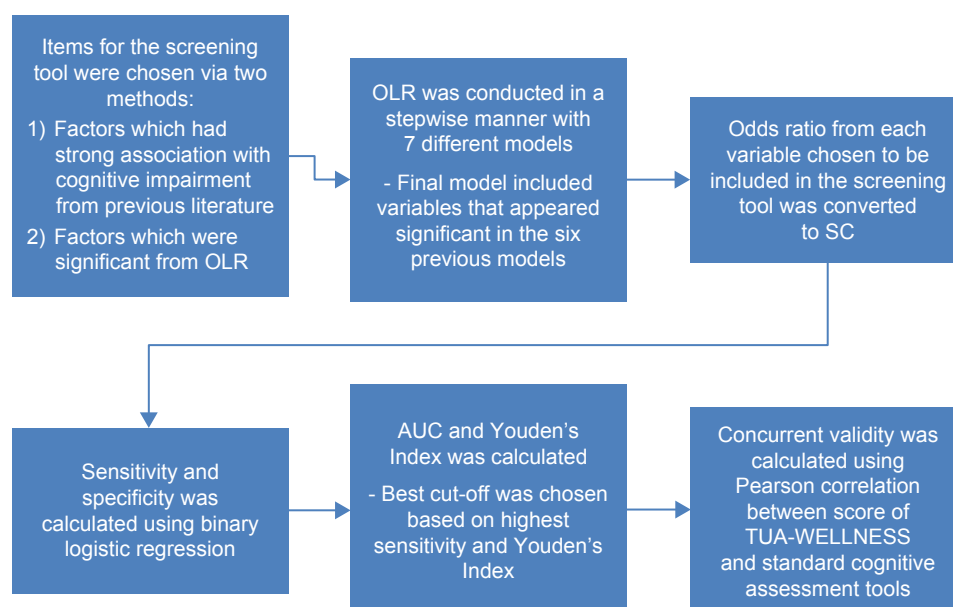 Items for the screening
tool were chosen via two
methods:
1) Factors which had
strong association with
cognitive impairment
from previous literature
2) Factors which were
significant from OLR
OLR was conducted in a
stepwise manner with
7 different models
- Final model included
variables that appeared
significant in the six
previous models
Odds ratio from each
variable chosen to be
included in the screening
tool was converted
to SC
Sensitivity and
specificity was
calculated using binary
logistic regression
AUC and Youden's
Index was calculated
- Best cut-off was chosen
based on highest
sensitivity and Youden's
Index
Concurrent validity was
calculated using
Pearson correlation
between score of
TUA-WELLNESS
and standard cognitive
assessment tools